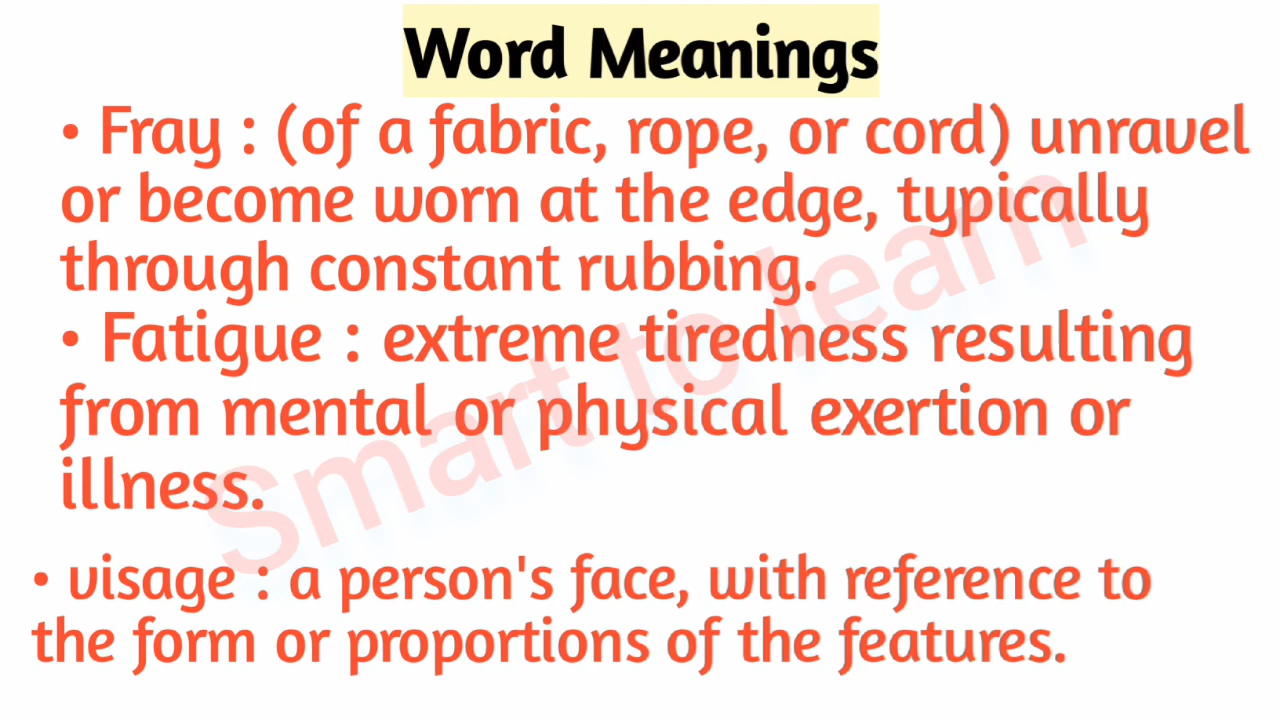 Word Meanings
• Fray : (of a fabric, rope, or cord) unravel
or become worn at the edge, typically
through constant rubbing.
• Fatigue : extreme tiredness resulting
from mental or physical exertion or
illness.
• visage : a person's face, with reference to
the form or proportions of the features.
Smart to learn